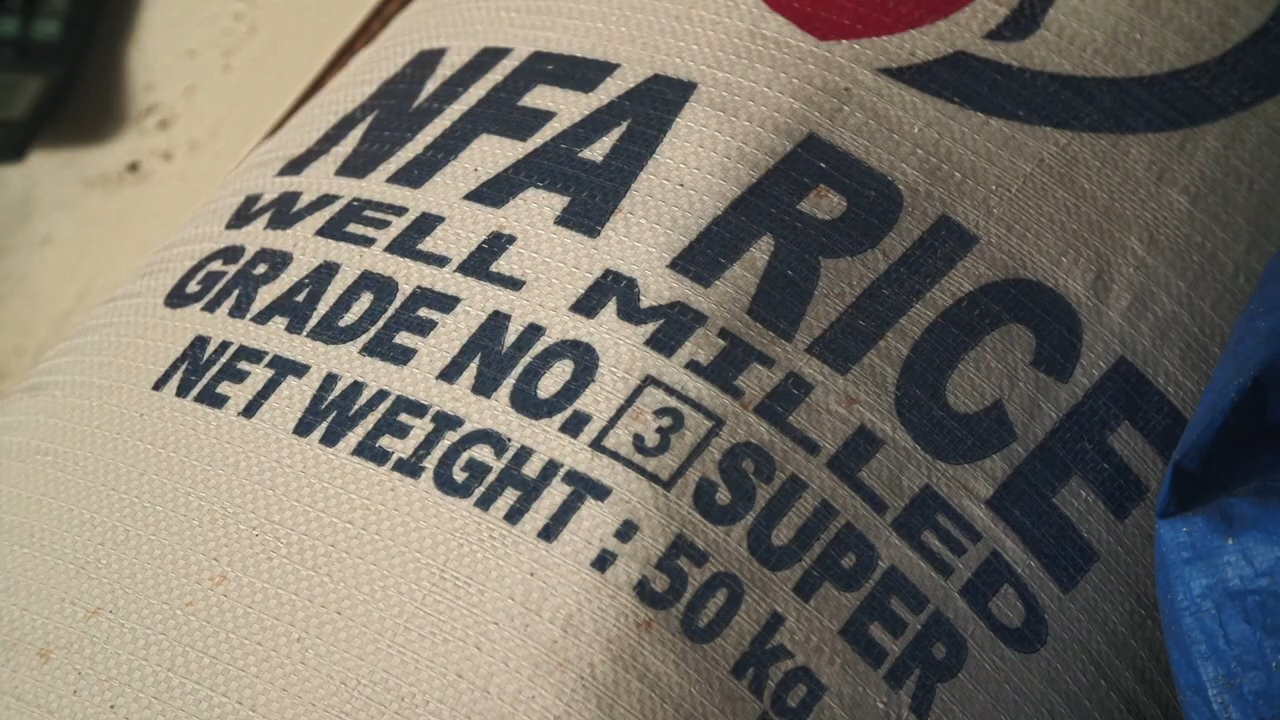 NFA RICE
WELL MILLED
GRADE NO. 3 SUPER
NET WEIGHT : 50 kg